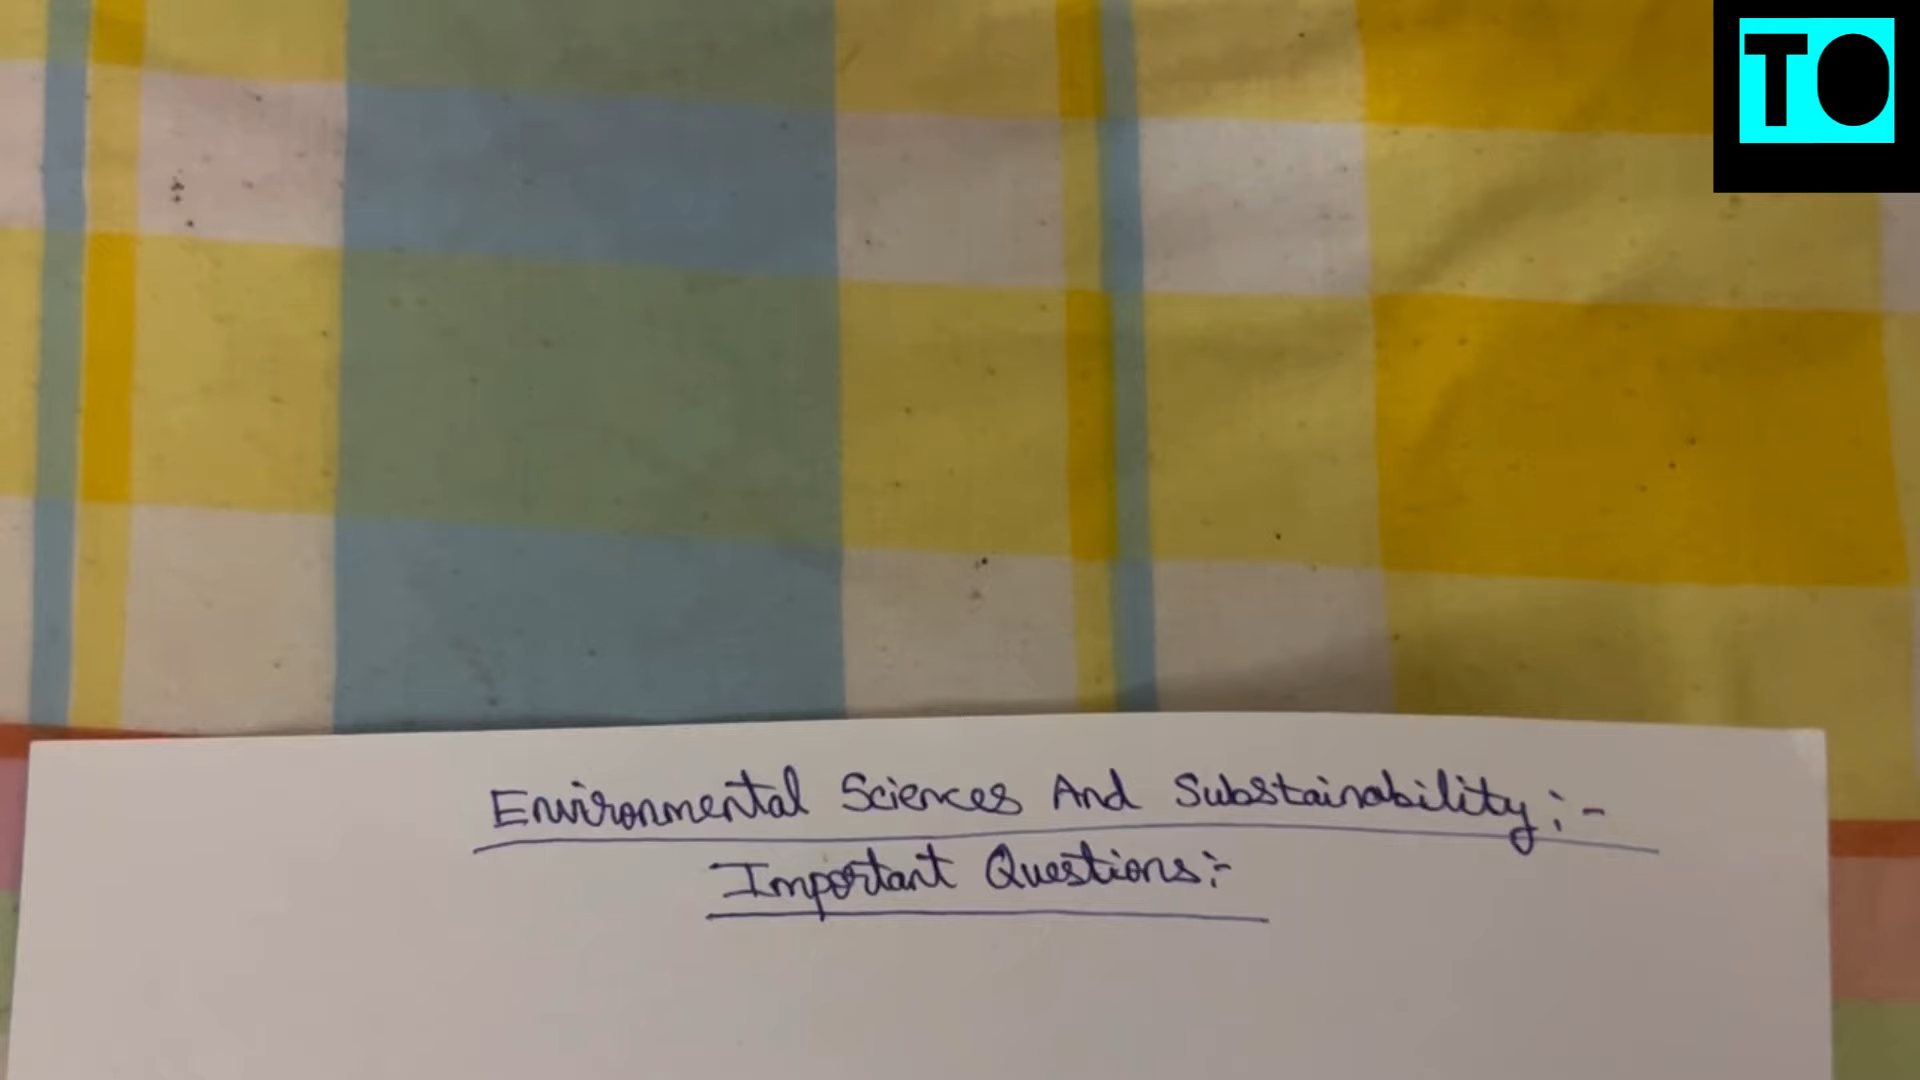 TO
Environmental Sciences And Substainability:-
Important Questions:-